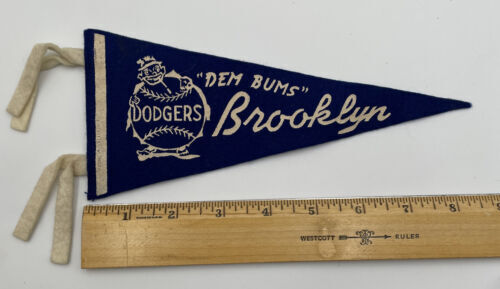 "DEM BUMS"
DODGERS
Brooklyn
1 2 3 4 5 6 7 8
WESTCOTT RULER